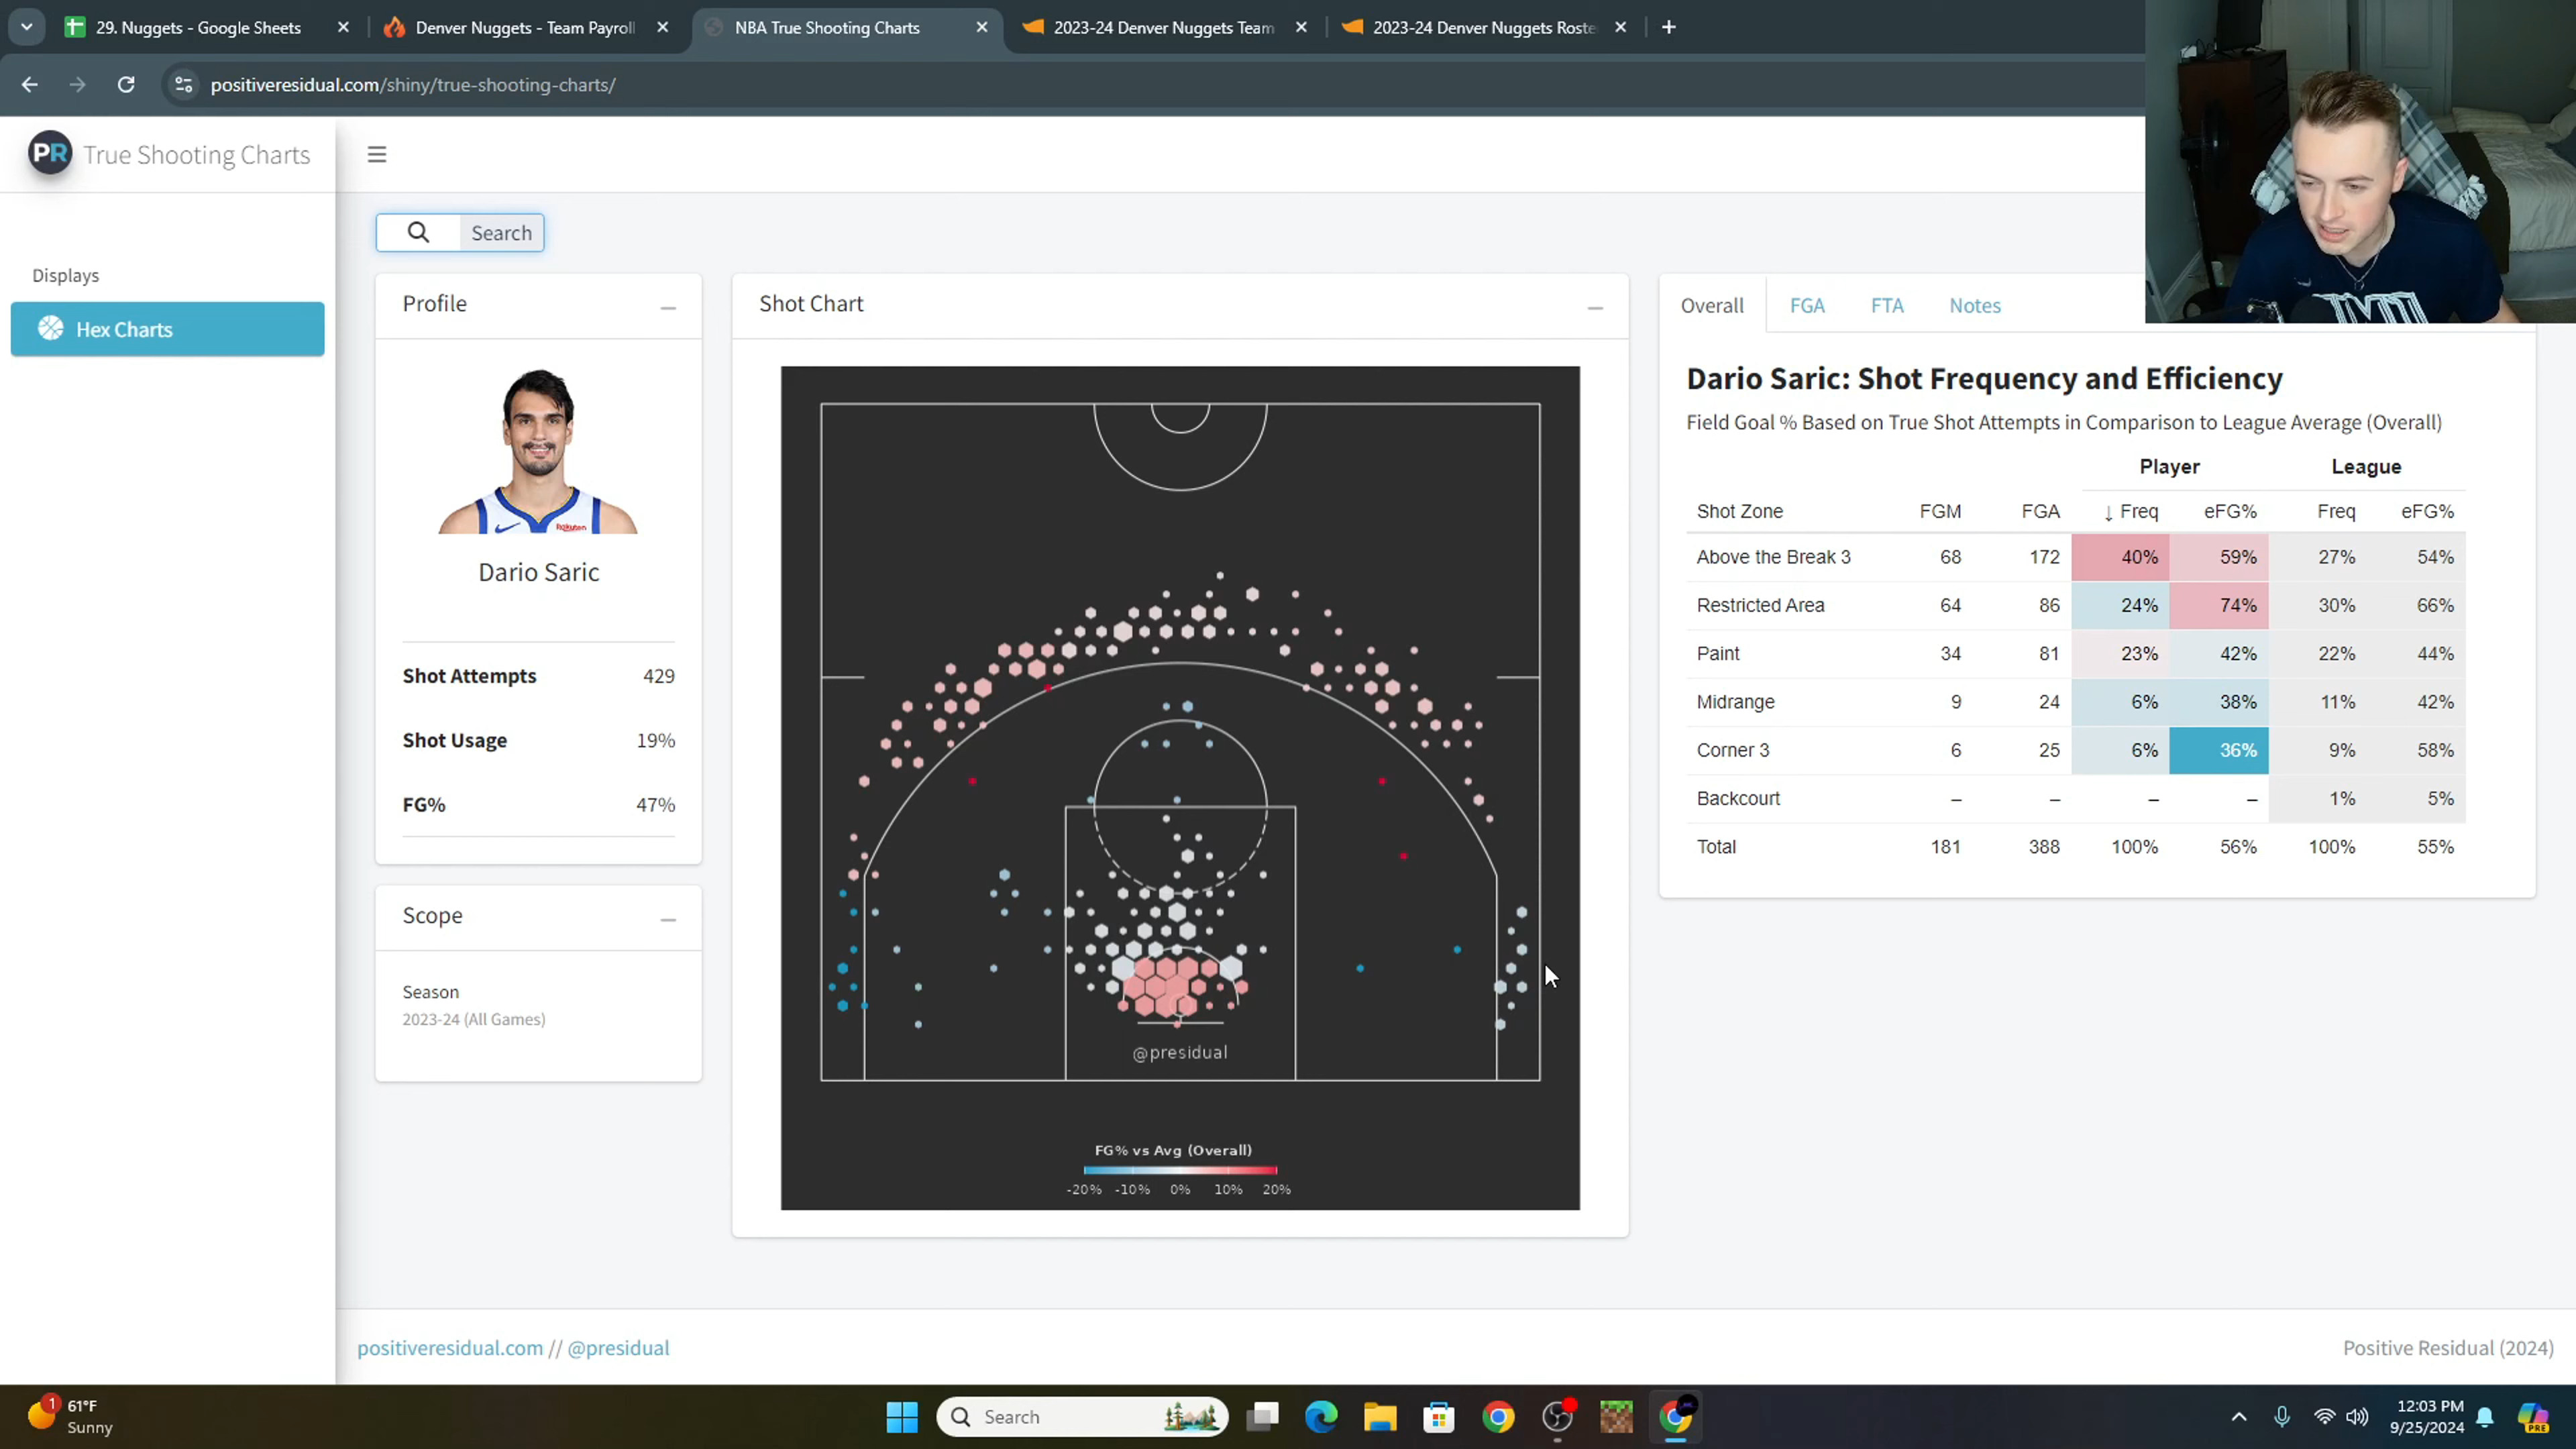 29. Nuggets - Google Sheets
Denver Nuggets - Team Payroll
NBA True Shooting Charts
2023-24 Denver Nuggets Team
2023-24 Denver Nuggets Roste
positiveresidual.com/shiny/true-shooting-charts/
PR True Shooting Charts
Search
Displays
Hex Charts
Profile
Dario Saric
Shot Attempts 429
Shot Usage 19%
FG% 47%
Scope
Season
2023-24 (All Games)
Shot Chart
@presidual
FG% vs Avg (Overall)
-20% -10% 0% 10% 20%
Overall FGA FTA Notes
Dario Saric: Shot Frequency and Efficiency
Field Goal % Based on True Shot Attempts in Comparison to League Average (Overall)
Player League
Shot Zone FGM FGA ↓ Freq eFG% Freq eFG%
Above the Break 3 68 172 40% 59% 27% 54%
Restricted Area 64 86 24% 74% 30% 66%
Paint 34 81 23% 42% 22% 44%
Midrange 9 24 6% 38% 11% 42%
Corner 3 6 25 6% 36% 9% 58%
Backcourt – – – – 1% 5%
Total 181 388 100% 56% 100% 55%
positiveresidual.com // @presidual
Positive Residual (2024)
1
61°F
Sunny
Search
12:03 PM
9/25/2024
PRE